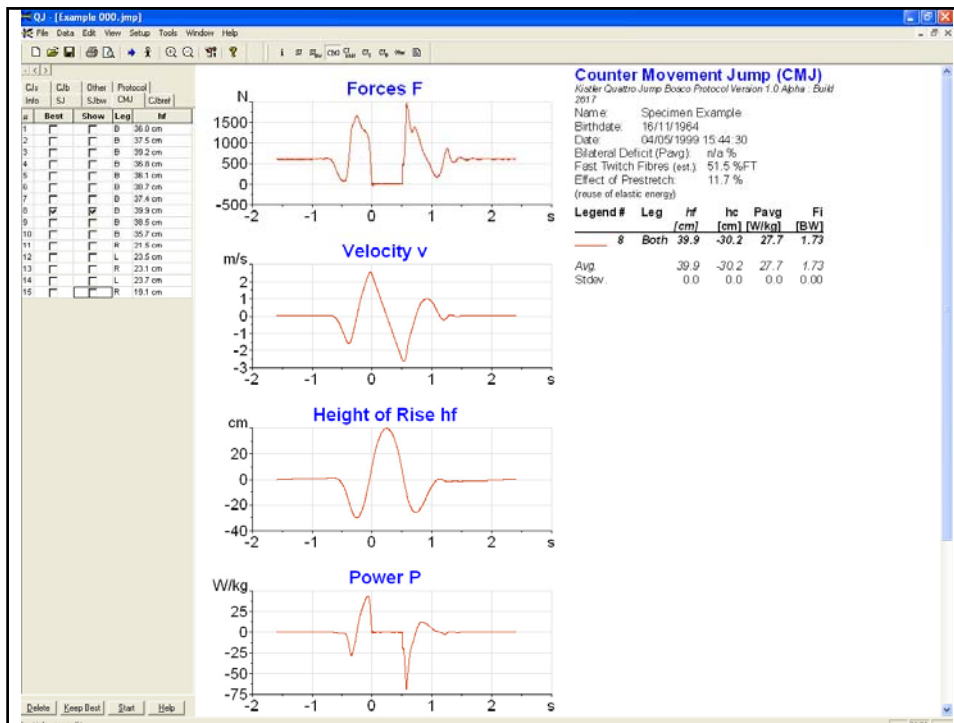 QJ - [Example 000.jmp]
File Data Edit View Setup Tools Window Help
CJs CJb Other Protocol
Info SJ SJbw CMJ CJbref
# Best Show Leg hf
1 B 36.0 cm
2 B 37.5 cm
3 B 39.2 cm
4 B 36.8 cm
5 B 36.1 cm
6 B 38.7 cm
7 B 37.4 cm
8 B 39.9 cm
9 B 38.5 cm
10 B 35.7 cm
11 R 21.5 cm
12 L 23.5 cm
13 R 23.1 cm
14 L 23.7 cm
15 R 19.1 cm
Delete Keep Best Start Help
Forces F
N
1500
1000
500
0
-500
-2 -1 0 1 2 s
Velocity v
m/s
2
1
0
-1
-2
-3
-2 -1 0 1 2 s
Height of Rise hf
cm
20
0
-20
-40
-2 -1 0 1 2 s
Power P
W/kg
25
0
-25
-50
-75
-2 -1 0 1 2 s
Counter Movement Jump (CMJ)
Kistler Quattro Jump Bosco Protocol Version 1.0 Alpha : Build
2617
Name: Specimen Example
Birthdate: 16/11/1964
Date: 04/05/1999 15:44:30
Bilateral Deficit (Pavg): n/a %
Fast Twitch Fibres (est.): 51.5 %FT
Effect of Prestretch: 11.7 %
(reuse of elastic energy)
Legend # Leg hf hc Pavg Fi
[cm] [cm] [W/kg] [BW]
8 Both 39.9 -30.2 27.7 1.73
Avg. 39.9 -30.2 27.7 1.73
Stdev. 0.0 0.0 0.0 0.00